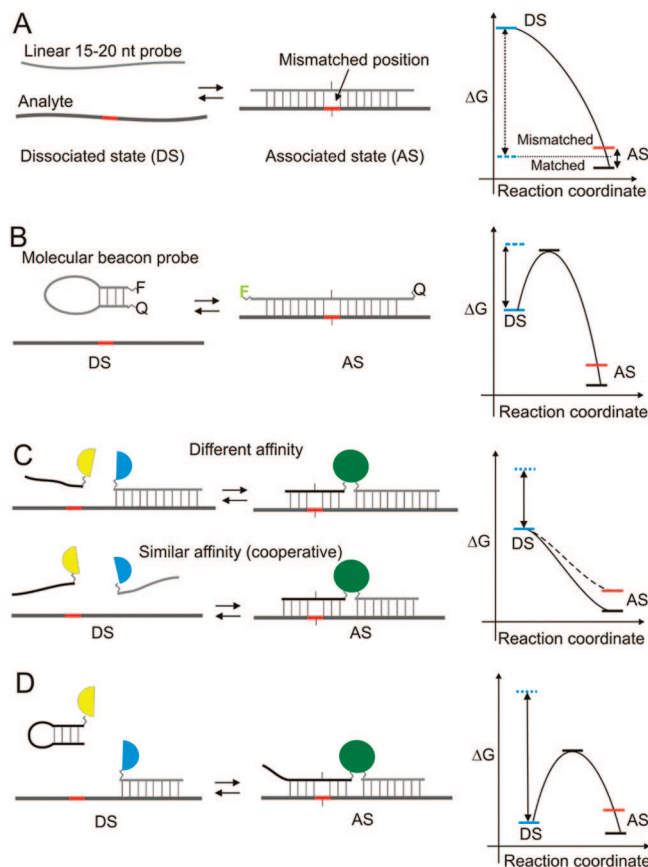 A
Linear 15-20 nt probe
Mismatched position
Analyte
Dissociated state (DS)
Associated state (AS)
DS
ΔG
Mismatched
AS
Matched
Reaction coordinate
B
Molecular beacon probe
F
Q
DS
F
Q
AS
ΔG
DS
AS
Reaction coordinate
C
Different affinity
Similar affinity (cooperative)
DS
AS
ΔG
DS
AS
Reaction coordinate
D
DS
AS
ΔG
DS
AS
Reaction coordinate